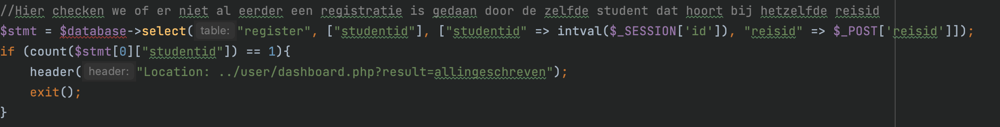 //Hier checken we of er niet al eerder een registratie is gedaan door de zelfde student dat hoort bij hetzelfde reisid
$stmt = $database->select( table: "register", ["studentid"], ["studentid" => intval($_SESSION['id']), "reisid" => $_POST['reisid']]);
if (count($stmt[0]["studentid"]) == 1){
    header( header: "Location: ../user/dashboard.php?result=allingeschreven");
    exit();
}